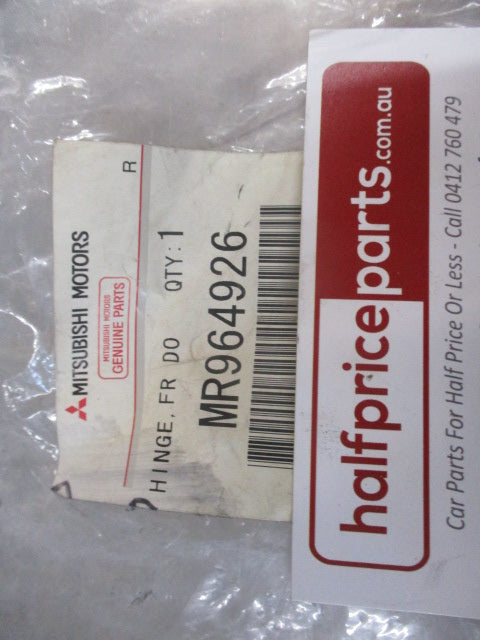 R
MITSUBISHI MOTORS
MITSUBISHI MOTORS
GENUINE PARTS
HINGE, FR DO QTY: 1
MR964926
halfpriceparts.com.au
Car Parts For Half Price Or Less - Call 0412 760 479